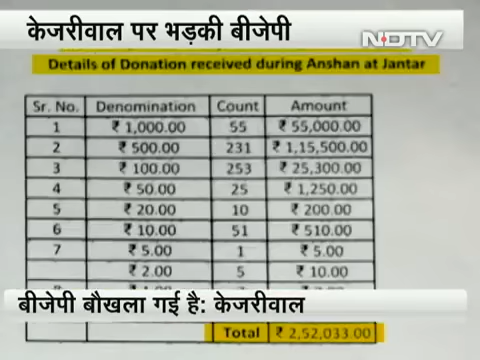 केजरीवाल पर भड़की बीजेपी
NDTV
Details of Donation received during Anshan at Jantar
Sr. No. Denomination Count Amount
1 ₹ 1,000.00 55 ₹ 55,000.00
2 ₹ 500.00 231 ₹ 1,15,500.00
3 ₹ 100.00 253 ₹ 25,300.00
4 ₹ 50.00 25 ₹ 1,250.00
5 ₹ 20.00 10 ₹ 200.00
6 ₹ 10.00 51 ₹ 510.00
7 ₹ 5.00 1 ₹ 5.00
₹ 2.00 5 ₹ 10.00
बीजेपी बौखला गई है: केजरीवाल
Total ₹ 2,52,033.00